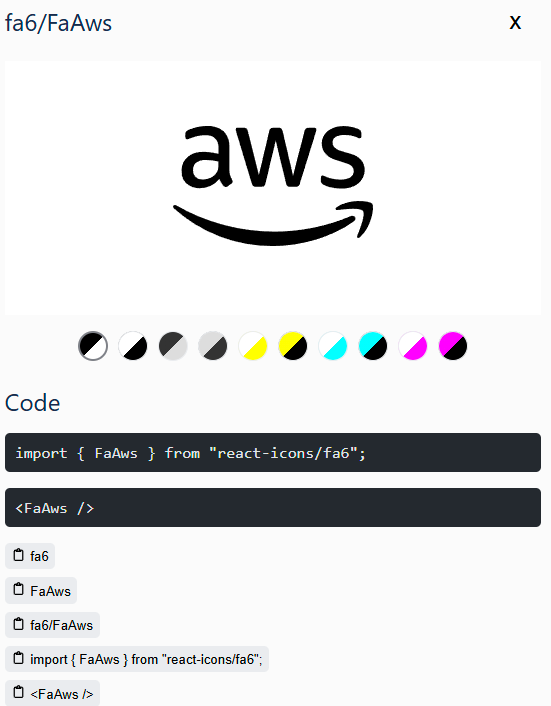 fa6/FaAws
X
aws
Code
import { FaAws } from "react-icons/fa6";
<FaAws />
fa6
FaAws
fa6/FaAws
import { FaAws } from "react-icons/fa6";
<FaAws />